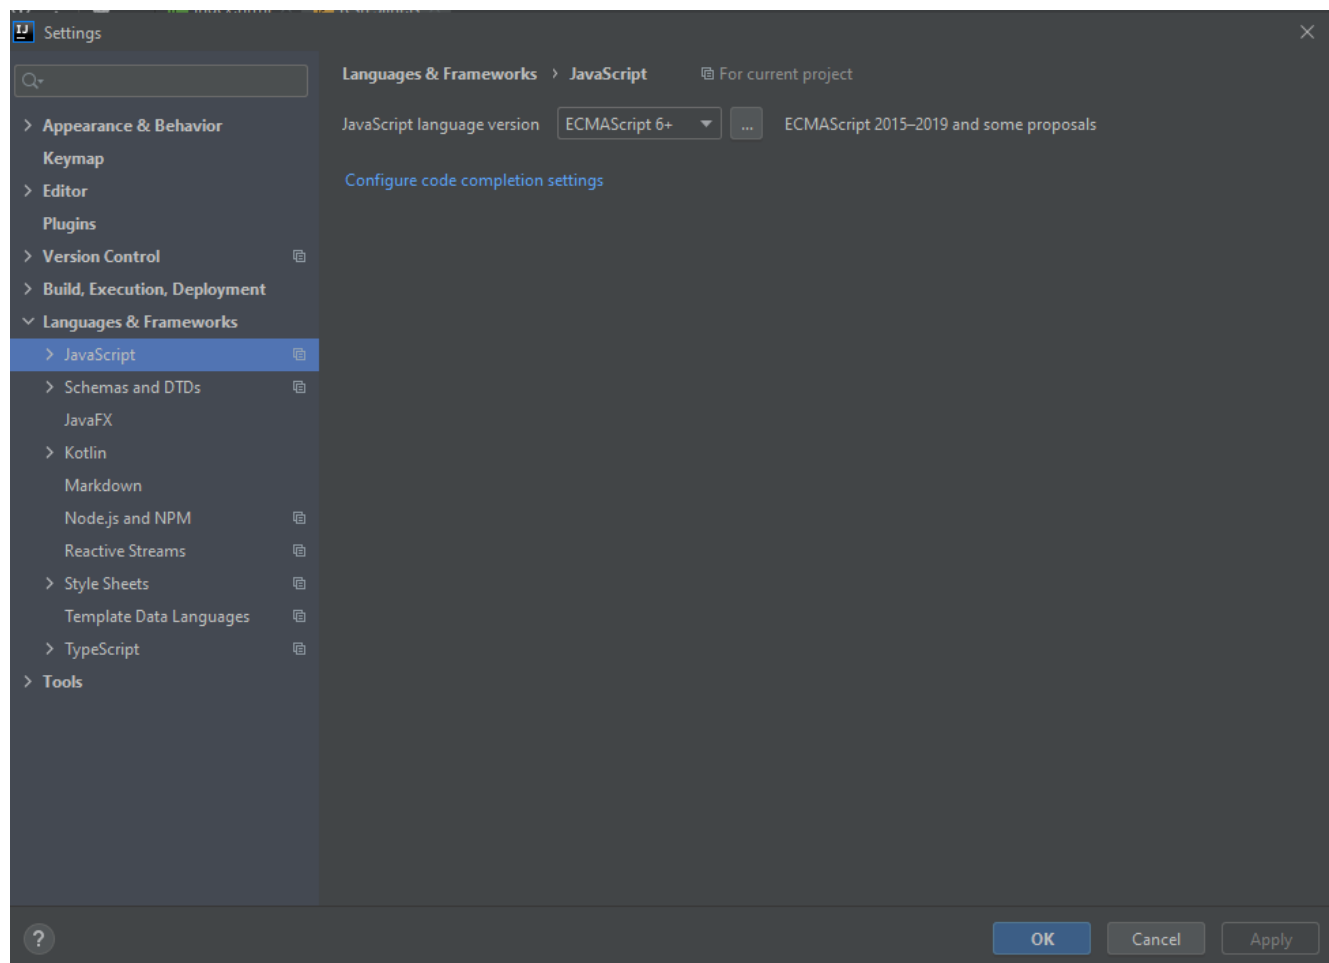 Settings
Languages & Frameworks › JavaScript For current project
JavaScript language version ECMAScript 6+ ... ECMAScript 2015–2019 and some proposals
Configure code completion settings
Appearance & Behavior
Keymap
Editor
Plugins
Version Control
Build, Execution, Deployment
Languages & Frameworks
JavaScript
Schemas and DTDs
JavaFX
Kotlin
Markdown
Node.js and NPM
Reactive Streams
Style Sheets
Template Data Languages
TypeScript
Tools
? OK Cancel Apply